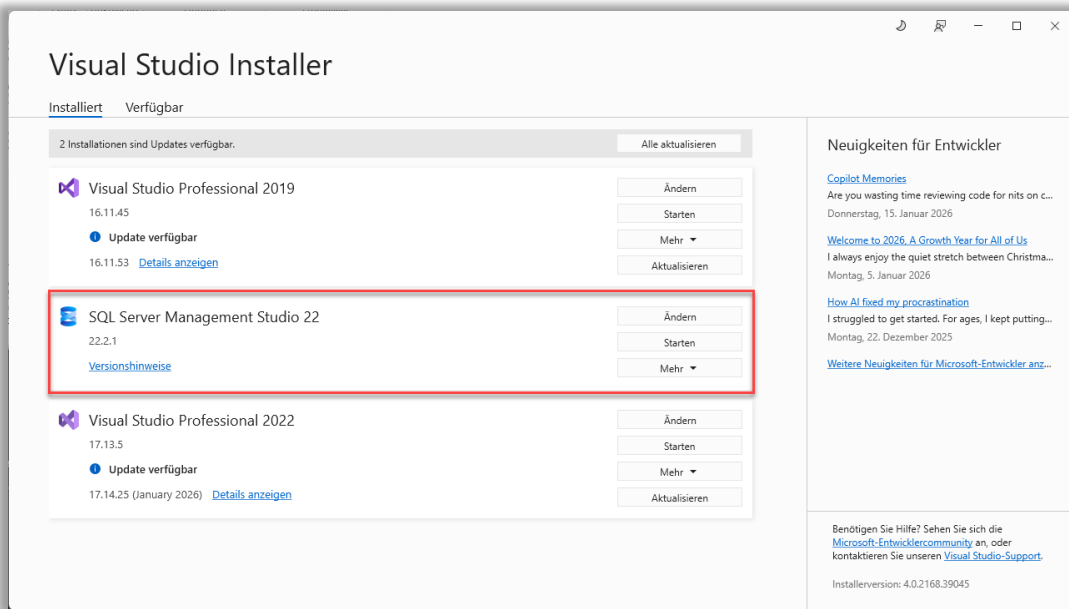 Visual Studio Installer
Installiert Verfügbar
2 Installationen sind Updates verfügbar.
Alle aktualisieren
Visual Studio Professional 2019
16.11.45
Update verfügbar
16.11.53 Details anzeigen
Ändern
Starten
Mehr
Aktualisieren
SQL Server Management Studio 22
22.2.1
Versionshinweise
Ändern
Starten
Mehr
Visual Studio Professional 2022
17.13.5
Update verfügbar
17.14.25 (January 2026) Details anzeigen
Ändern
Starten
Mehr
Aktualisieren
Neuigkeiten für Entwickler
Copilot Memories
Are you wasting time reviewing code for nits on c...
Donnerstag, 15. Januar 2026
Welcome to 2026, A Growth Year for All of Us
I always enjoy the quiet stretch between Christma...
Montag, 5. Januar 2026
How AI fixed my procrastination
I struggled to get started. For ages, I kept putting...
Montag, 22. Dezember 2025
Weitere Neuigkeiten für Microsoft-Entwickler anz...
Benötigen Sie Hilfe? Sehen Sie sich die
Microsoft-Entwicklercommunity an, oder
kontaktieren Sie unseren Visual Studio-Support.
Installerversion: 4.0.2168.39045